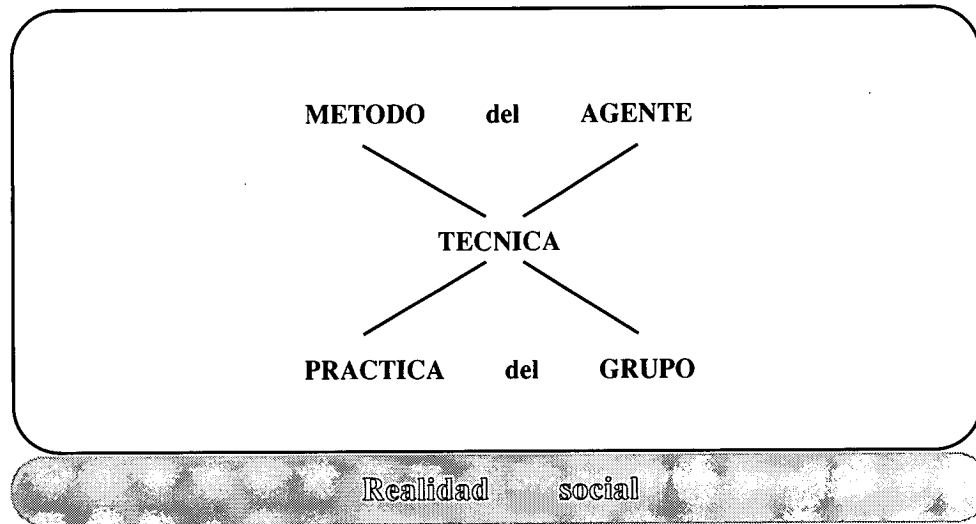 METODO del AGENTE
TECNICA
PRACTICA del GRUPO
Realidad social